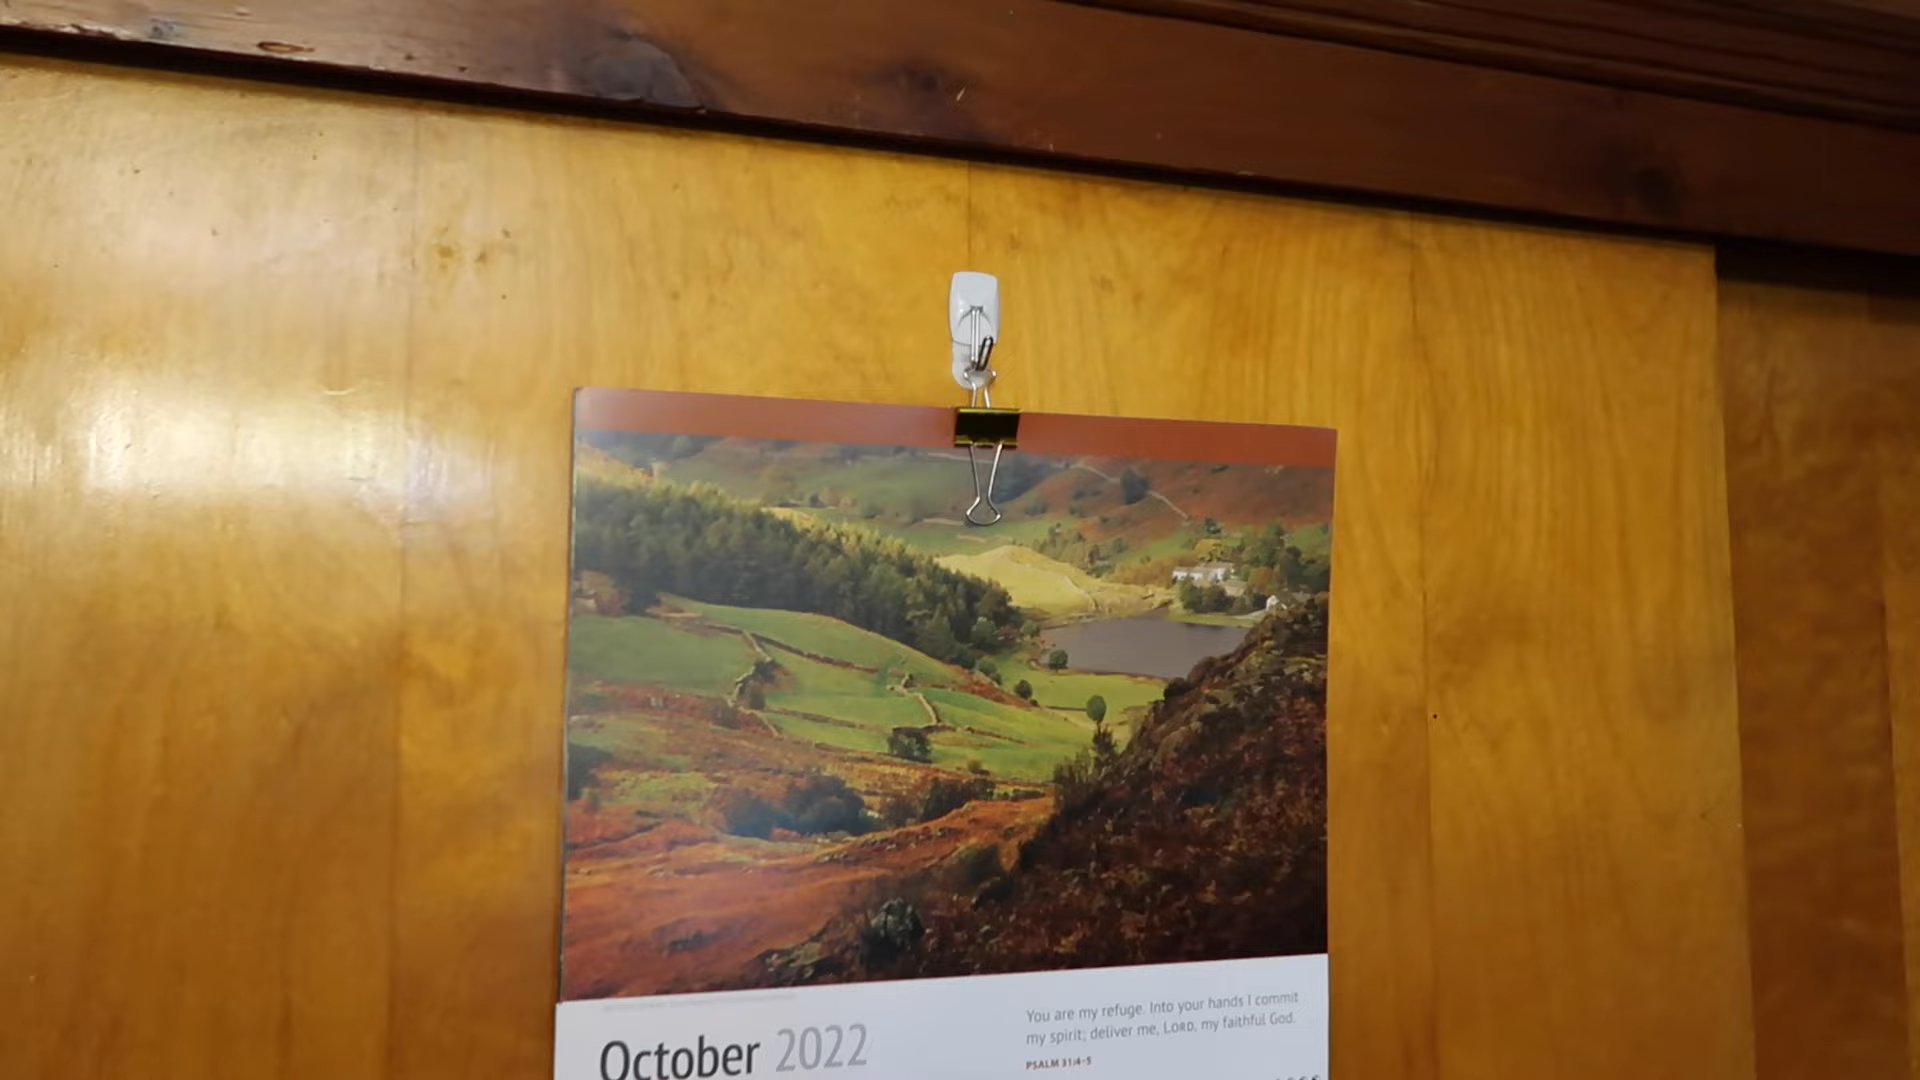 October 2022
You are my refuge. Into your hands I commit
my spirit; deliver me, LORD, my faithful God.
PSALM 31:4-5